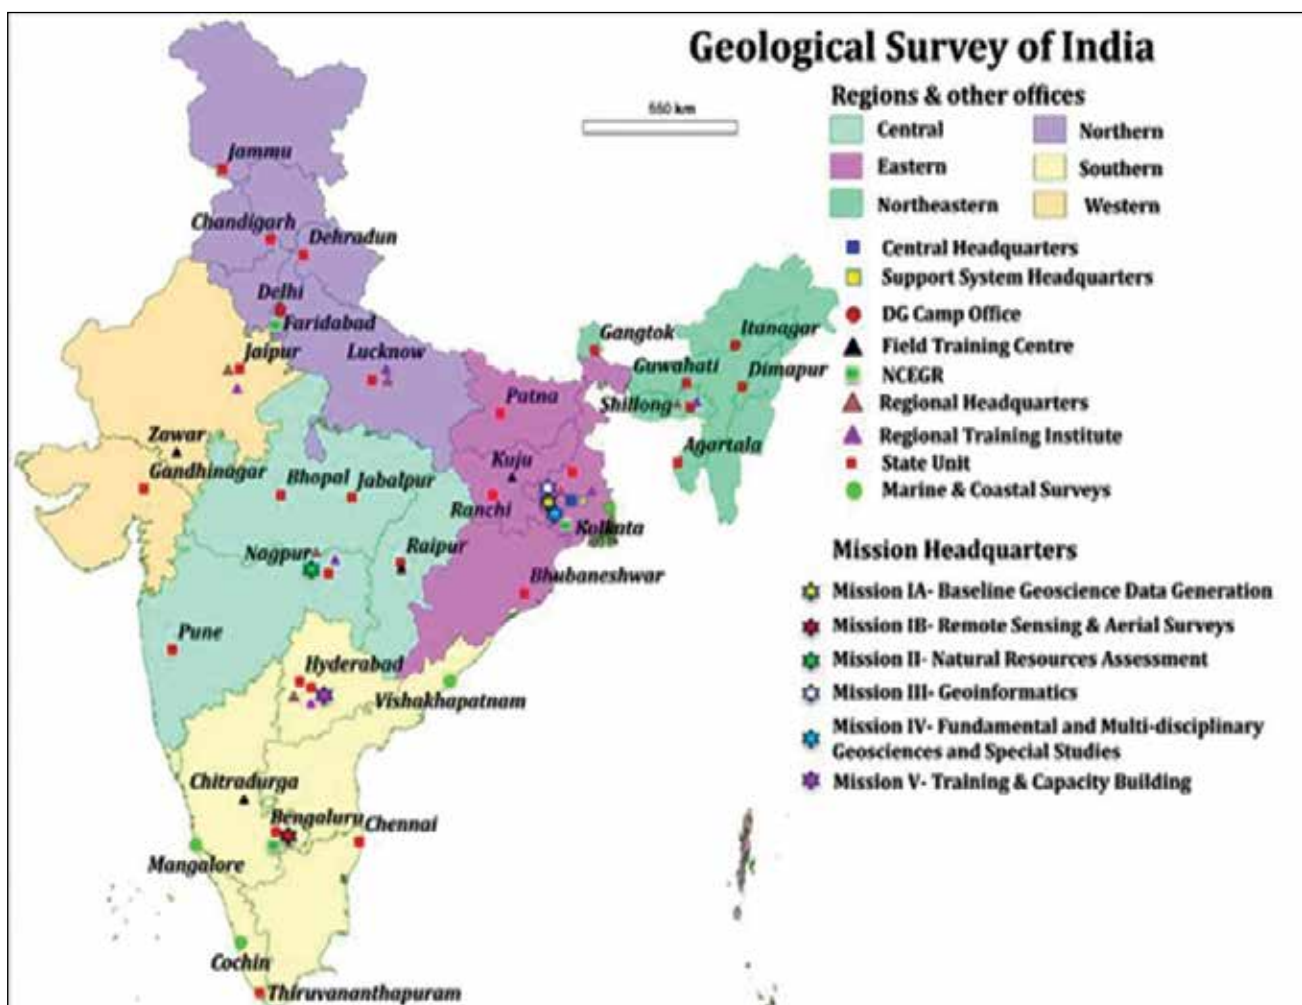 Geological Survey of India
660 km
Regions & other offices
Central
Northern
Eastern
Southern
Northeastern
Western
Central Headquarters
Support System Headquarters
DG Camp Office
Field Training Centre
NCEGR
Regional Headquarters
Regional Training Institute
State Unit
Marine & Coastal Surveys
Mission Headquarters
Mission IA- Baseline Geoscience Data Generation
Mission IB- Remote Sensing & Aerial Surveys
Mission II- Natural Resources Assessment
Mission III- Geoinformatics
Mission IV- Fundamental and Multi-disciplinary
Geosciences and Special Studies
Mission V- Training & Capacity Building
Jammu
Chandigarh
Dehradun
Delhi
Faridabad
Jaipur
Lucknow
Gangtok
Itanagar
Guwahati
Dimapur
Patna
Shillong
Zawar
Agartala
Kuju
Gandhinagar
Bhopal
Jabalpur
Ranchi
Kolkata
Nagpur
Raipur
Bhubaneshwar
Pune
Hyderabad
Vishakhapatnam
Chitradurga
Bengaluru
Chennai
Mangalore
Cochin
Thiruvananthapuram